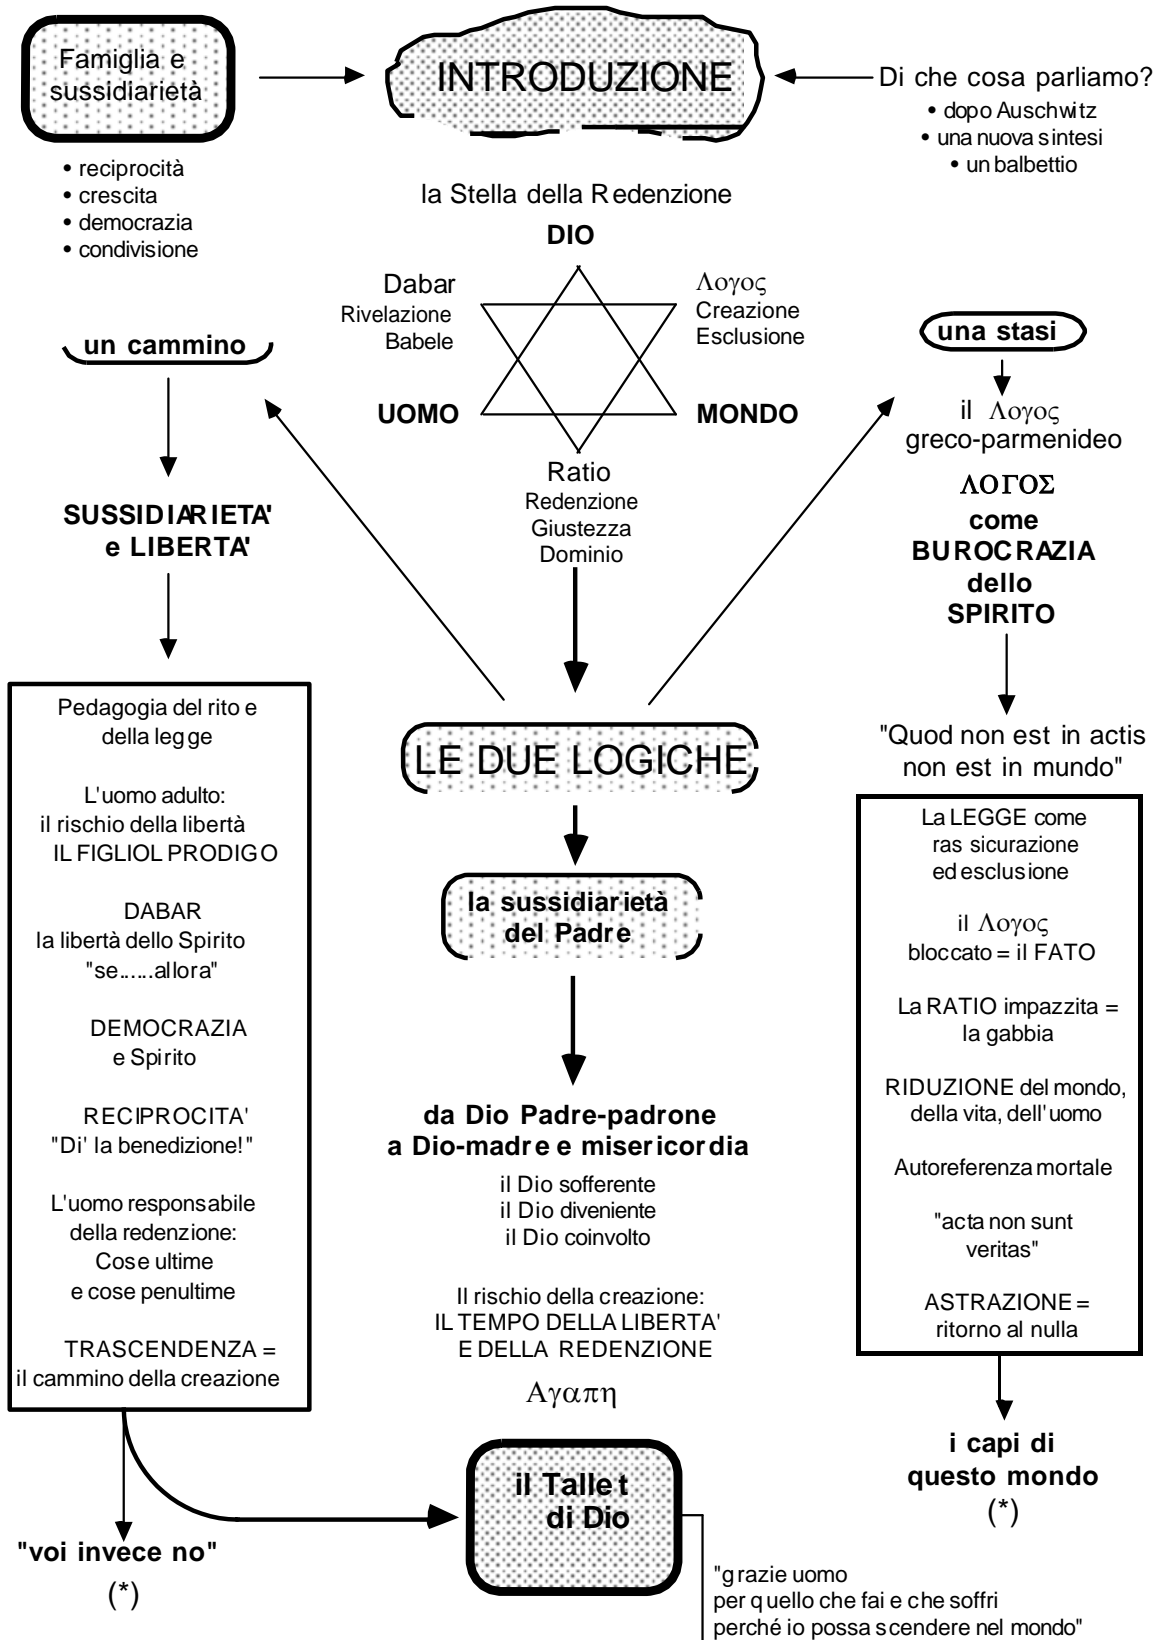 Famiglia e
sussidiarietà
• reciprocità
• crescita
• democrazia
• condivisione
INTRODUZIONE
Di che cosa parliamo?
• dopo Auschwitz
• una nuova sintesi
• un balbettio
la Stella della Redenzione
DIO
Dabar
Rivelazione
Babele
Λογος
Creazione
Esclusione
UOMO
MONDO
Ratio
Redenzione
Giustezza
Dominio
un cammino
SUSSIDIARIETA'
e LIBERTA'
Pedagogia del rito e
della legge
L'uomo adulto:
il rischio della libertà
IL FIGLIOL PRODIGO
DABAR
la libertà dello Spirito
"se......allora"
DEMOCRAZIA
e Spirito
RECIPROCITA'
"Di' la benedizione!"
L'uomo responsabile
della redenzione:
Cose ultime
e cose penultime
TRASCENDENZA =
il cammino della creazione
"voi invece no"
(*)
LE DUE LOGICHE
la sussidiarietà
del Padre
da Dio Padre-padrone
a Dio-madre e misericordia
il Dio sofferente
il Dio diveniente
il Dio coinvolto
Il rischio della creazione:
IL TEMPO DELLA LIBERTA'
E DELLA REDENZIONE
Αγαπη
il Tallet
di Dio
"grazie uomo
per quello che fai e che soffri
perché io possa scendere nel mondo"
una stasi
il Λογος
greco-parmenideo
ΛΟΓΟΣ
come
BUROCRAZIA
dello
SPIRITO
"Quod non est in actis
non est in mundo"
La LEGGE come
rassicurazione
ed esclusione
il Λογος
bloccato = il FATO
La RATIO impazzita =
la gabbia
RIDUZIONE del mondo,
della vita, dell'uomo
Autoreferenza mortale
"acta non sunt
veritas"
ASTRAZIONE =
ritorno al nulla
i capi di
questo mondo
(*)